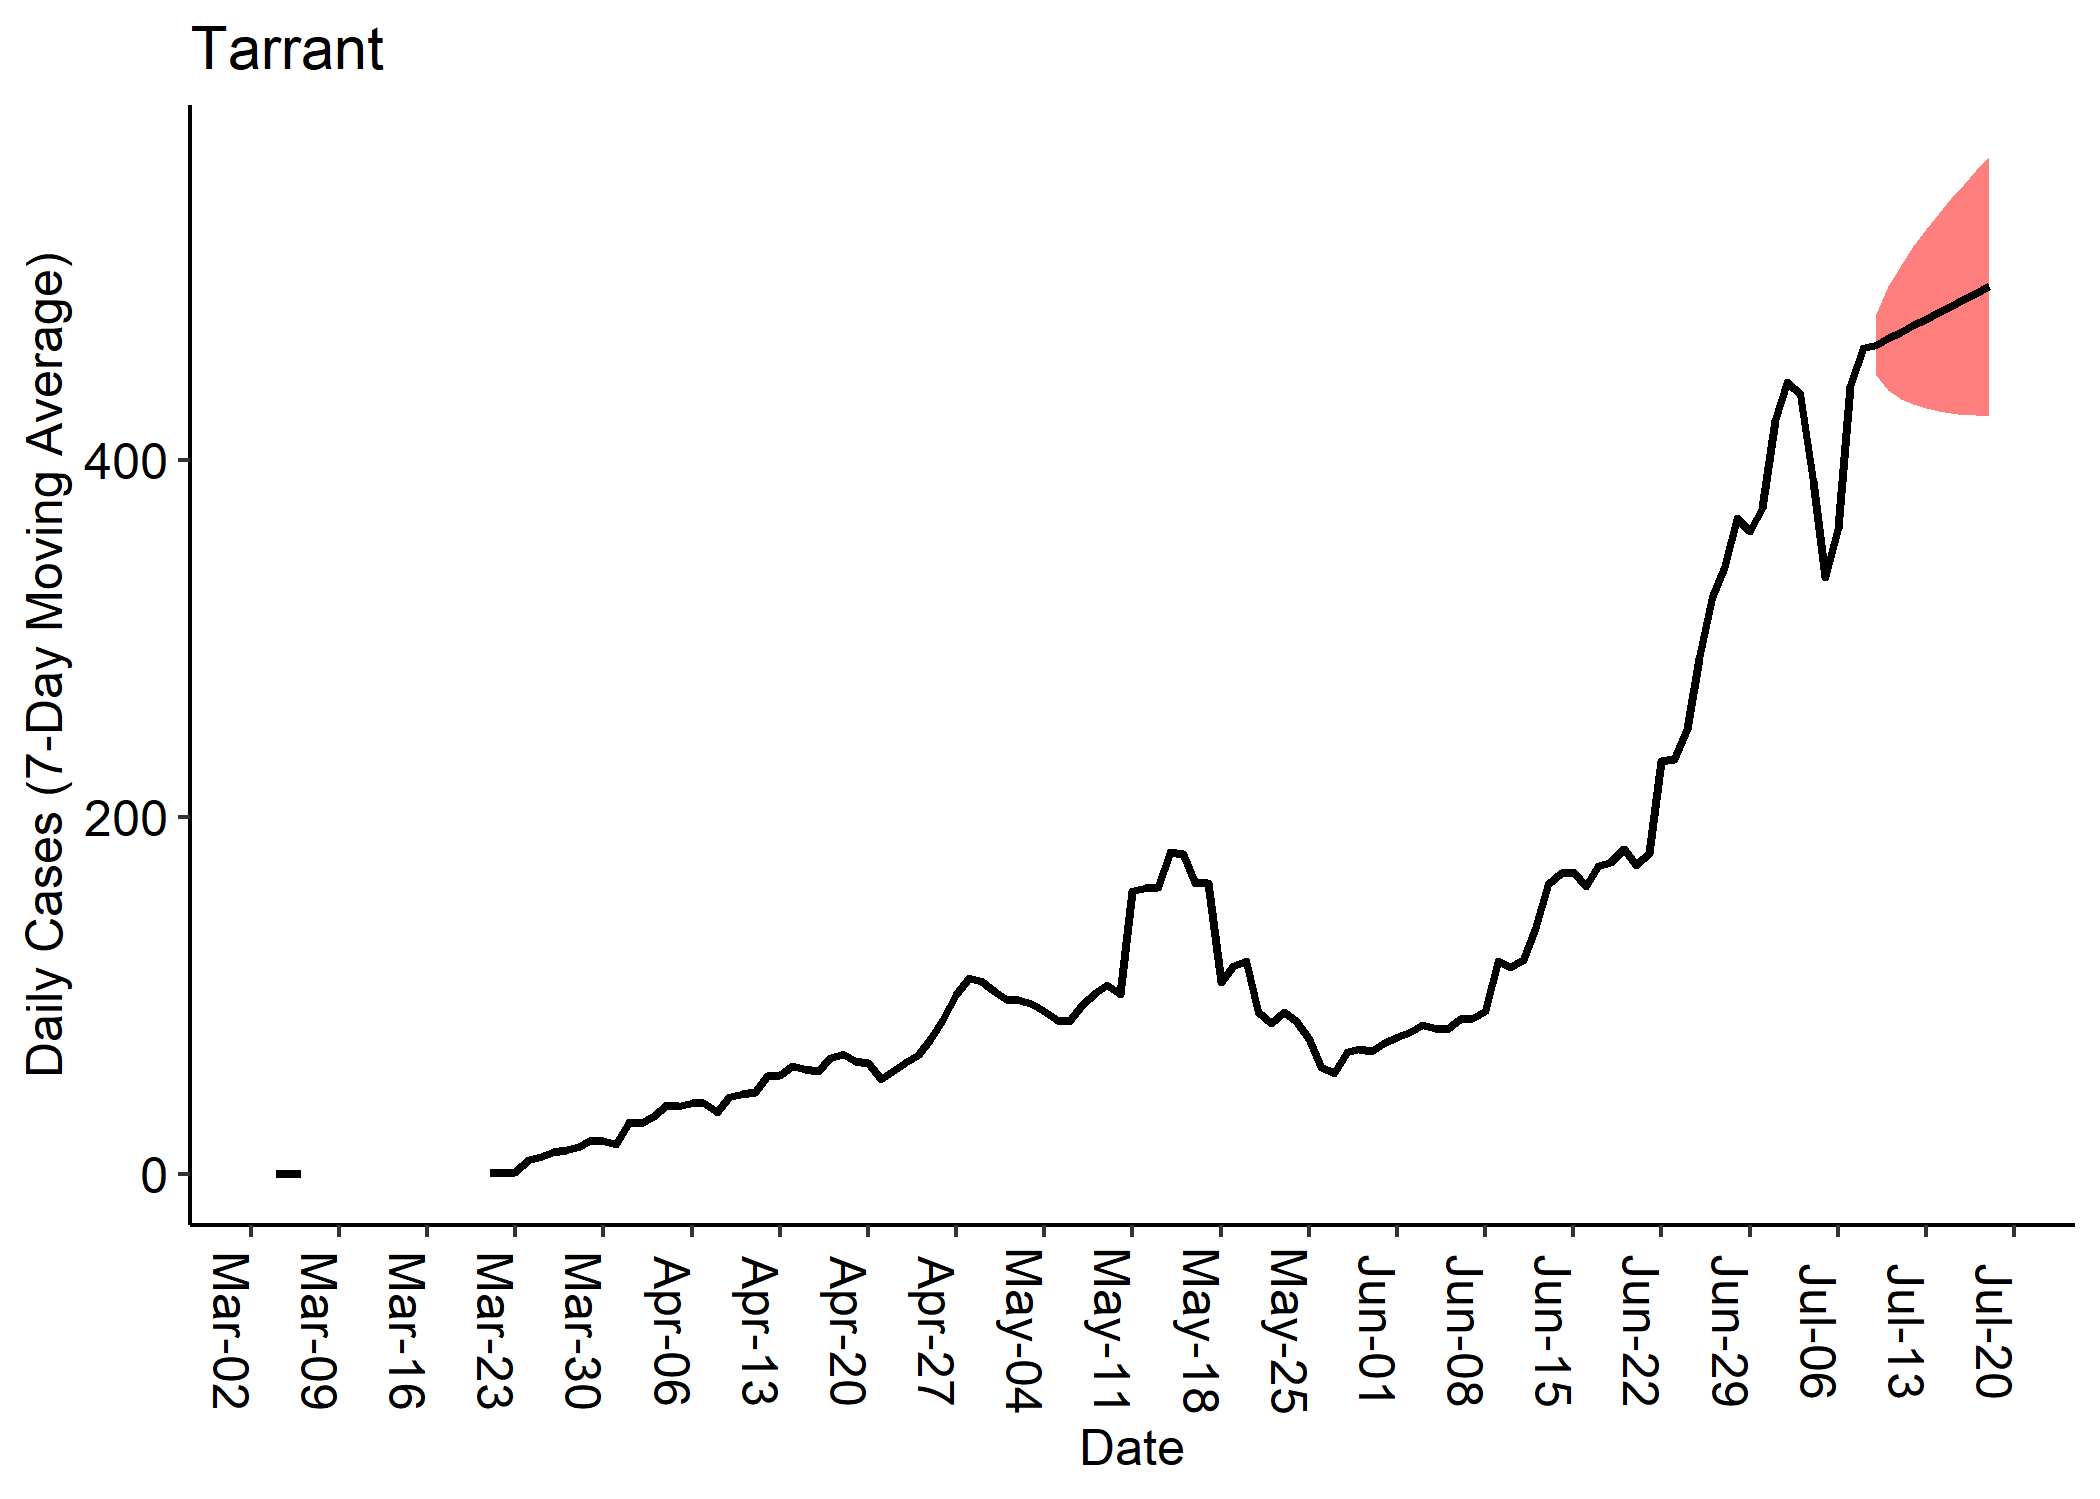 Tarrant
Daily Cases (7-Day Moving Average)
400
200
0
Mar-02
Mar-09
Mar-16
Mar-23
Mar-30
Apr-06
Apr-13
Apr-20
Apr-27
May-04
May-11
May-18
May-25
Jun-01
Jun-08
Jun-15
Jun-22
Jun-29
Jul-06
Jul-13
Jul-20
Date